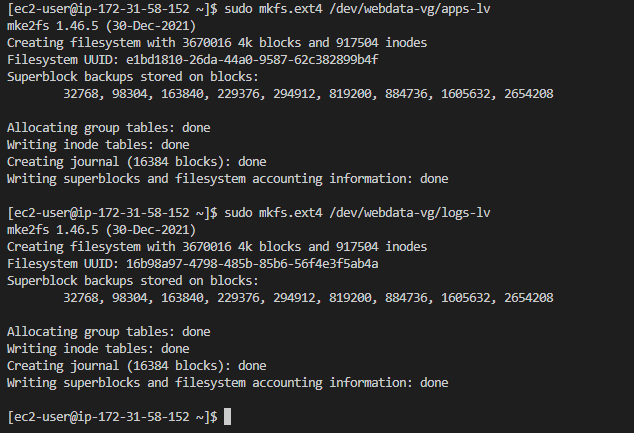 [ec2-user@ip-172-31-58-152 ~]$ sudo mkfs.ext4 /dev/webdata-vg/apps-lv
mke2fs 1.46.5 (30-Dec-2021)
Creating filesystem with 3670016 4k blocks and 917504 inodes
Filesystem UUID: e1bd1810-26da-44a0-9587-62c382899b4f
Superblock backups stored on blocks:
        32768, 98304, 163840, 229376, 294912, 819200, 884736, 1605632, 2654208

Allocating group tables: done
Writing inode tables: done
Creating journal (16384 blocks): done
Writing superblocks and filesystem accounting information: done

[ec2-user@ip-172-31-58-152 ~]$ sudo mkfs.ext4 /dev/webdata-vg/logs-lv
mke2fs 1.46.5 (30-Dec-2021)
Creating filesystem with 3670016 4k blocks and 917504 inodes
Filesystem UUID: 16b98a97-4798-485b-85b6-56f4e3f5ab4a
Superblock backups stored on blocks:
        32768, 98304, 163840, 229376, 294912, 819200, 884736, 1605632, 2654208

Allocating group tables: done
Writing inode tables: done
Creating journal (16384 blocks): done
Writing superblocks and filesystem accounting information: done

[ec2-user@ip-172-31-58-152 ~]$